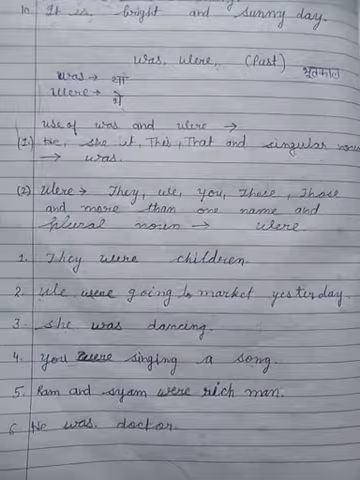 10. It is bright and sunny day.
was, were, (Past) भूतकाल
was → था
were → थे
use of was and were →
(1.) He, she it, This, That and singular noun
→ was.
(2) Were → They, we, you, These, Those
and more than one name and
plural noun → were
1. They were children.
2. We were going to market yesterday.
3. She was dancing.
4. You were singing a song.
5. Ram and syam were rich man.
6. He was doctor.